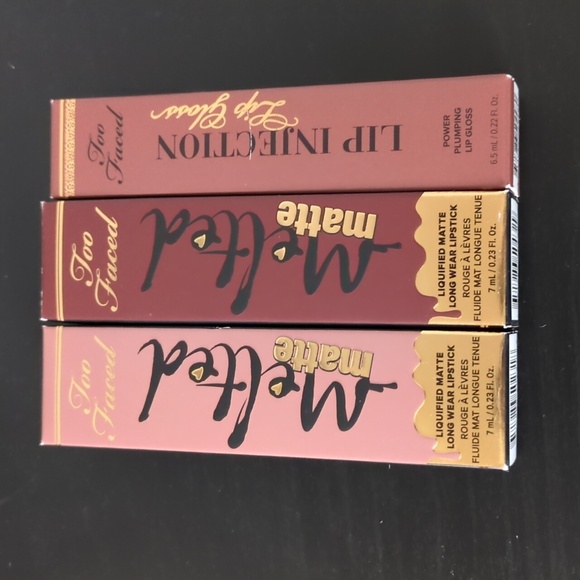 Too
Faced
Lip Gloss
LIP INJECTION
POWER
PLUMPING
LIP GLOSS
6.5 mL / 0.22 Fl. Oz.
Too
Faced
Melted
matte
LIQUIFIED MATTE
LONG WEAR LIPSTICK
ROUGE À LÈVRES
FLUIDE MAT LONGUE TENUE
7 mL / 0.23 Fl. Oz.
Too
Faced
Melted
matte
LIQUIFIED MATTE
LONG WEAR LIPSTICK
ROUGE À LÈVRES
FLUIDE MAT LONGUE TENUE
7 mL / 0.23 Fl. Oz.